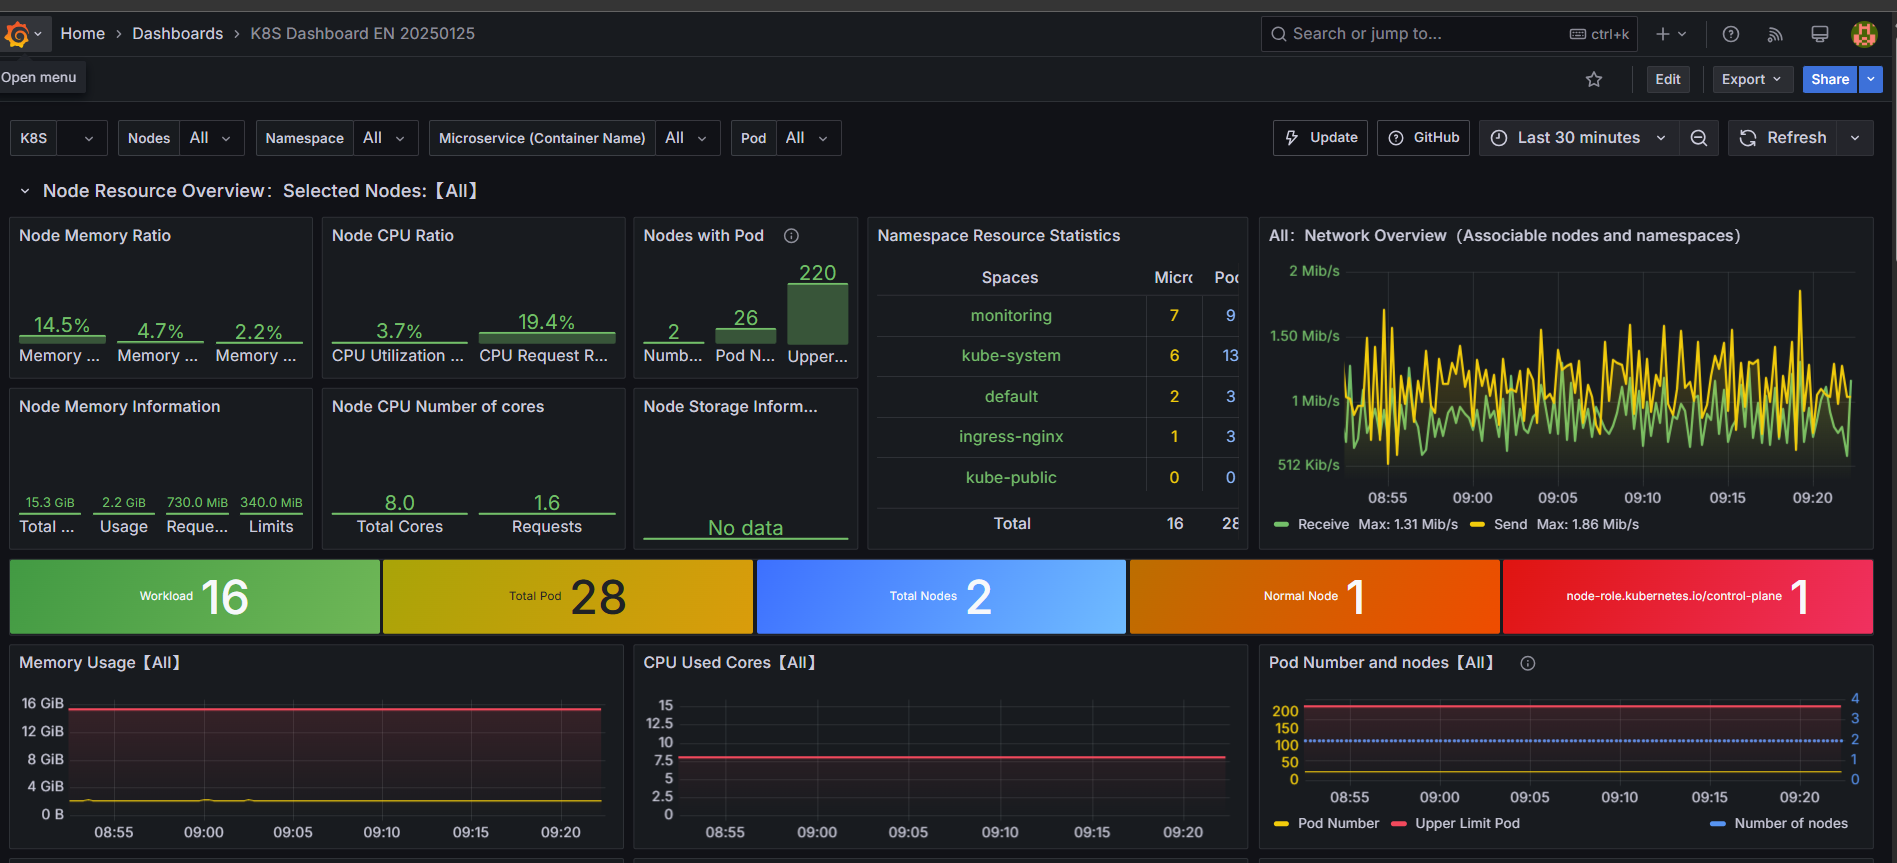 Home › Dashboards › K8S Dashboard EN 20250125
Search or jump to...
ctrl+k
Open menu
Edit
Export
Share
K8S
Nodes All
Namespace All
Microservice (Container Name) All
Pod All
Update
GitHub
Last 30 minutes
Refresh
Node Resource Overview：Selected Nodes:【All】
Node Memory Ratio
14.5%
4.7%
2.2%
Memory ...
Memory ...
Memory ...
Node CPU Ratio
3.7%
19.4%
CPU Utilization ...
CPU Request R...
Nodes with Pod
2
26
220
Numb...
Pod N...
Upper...
Namespace Resource Statistics
Spaces Micro Pod
monitoring 7 9
kube-system 6 13
default 2 3
ingress-nginx 1 3
kube-public 0 0
Total 16 28
All：Network Overview（Associable nodes and namespaces）
2 Mib/s
1.50 Mib/s
1 Mib/s
512 Kib/s
08:55 09:00 09:05 09:10 09:15 09:20
Receive Max: 1.31 Mib/s Send Max: 1.86 Mib/s
Node Memory Information
15.3 GiB
2.2 GiB
730.0 MiB
340.0 MiB
Total ...
Usage
Reque...
Limits
Node CPU Number of cores
8.0
1.6
Total Cores
Requests
Node Storage Inform...
No data
Workload 16
Total Pod 28
Total Nodes 2
Normal Node 1
node-role.kubernetes.io/control-plane 1
Memory Usage【All】
16 GiB
12 GiB
8 GiB
4 GiB
0 B
08:55 09:00 09:05 09:10 09:15 09:20
CPU Used Cores【All】
15
12.5
10
7.5
5
2.5
0
08:55 09:00 09:05 09:10 09:15 09:20
Pod Number and nodes【All】
200
150
100
50
0
4
3
2
1
0
08:55 09:00 09:05 09:10 09:15 09:20
Pod Number Upper Limit Pod Number of nodes